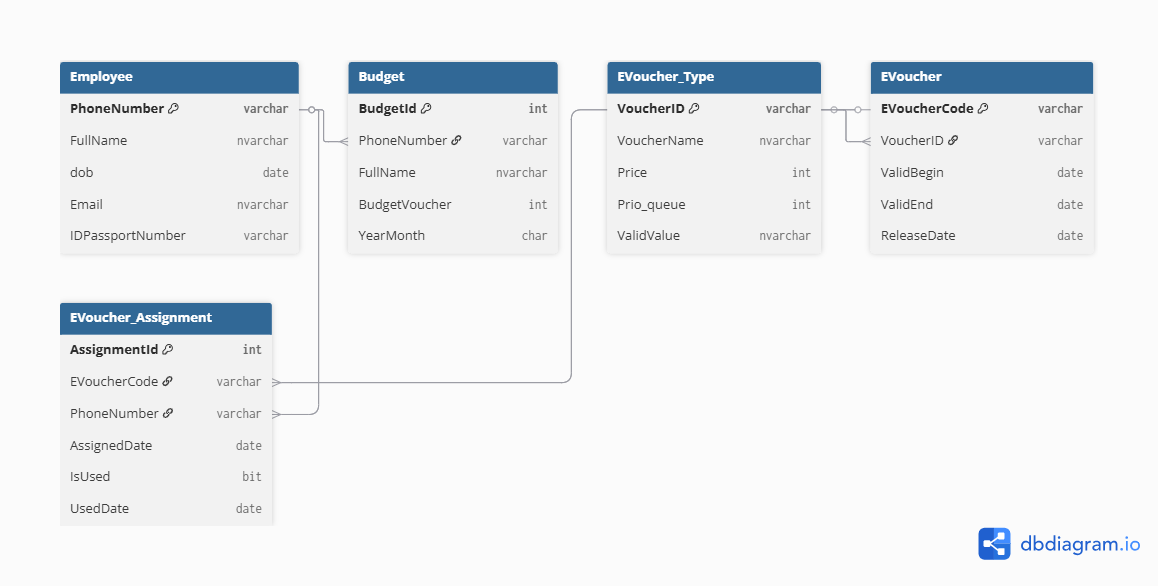 Employee
PhoneNumber varchar
FullName nvarchar
dob date
Email nvarchar
IDPassportNumber varchar
Budget
BudgetId int
PhoneNumber varchar
FullName nvarchar
BudgetVoucher int
YearMonth char
EVoucher_Type
VoucherID varchar
VoucherName nvarchar
Price int
Prio_queue int
ValidValue nvarchar
EVoucher
EVoucherCode varchar
VoucherID varchar
ValidBegin date
ValidEnd date
ReleaseDate date
EVoucher_Assignment
AssignmentId int
EVoucherCode varchar
PhoneNumber varchar
AssignedDate date
IsUsed bit
UsedDate date
dbdiagram.io